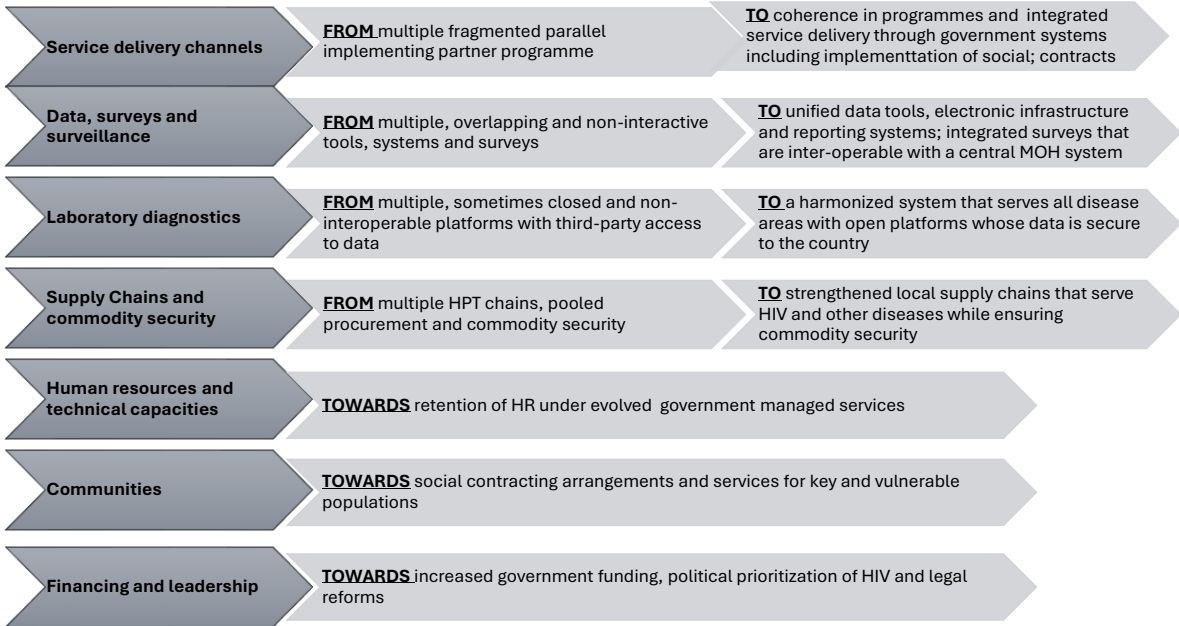 Service delivery channels
FROM multiple fragmented parallel
implementing partner programme
TO coherence in programmes and integrated
service delivery through government systems
including implementtation of social; contracts
Data, surveys and
surveillance
FROM multiple, overlapping and non-interactive
tools, systems and surveys
TO unified data tools, electronic infrastructure
and reporting systems; integrated surveys that
are inter-operable with a central MOH system
Laboratory diagnostics
FROM multiple, sometimes closed and non-
interoperable platforms with third-party access
to data
TO a harmonized system that serves all disease
areas with open platforms whose data is secure
to the country
Supply Chains and
commodity security
FROM multiple HPT chains, pooled
procurement and commodity security
TO strengthened local supply chains that serve
HIV and other diseases while ensuring
commodity security
Human resources and
technical capacities
TOWARDS retention of HR under evolved government managed services
Communities
TOWARDS social contracting arrangements and services for key and vulnerable
populations
Financing and leadership
TOWARDS increased government funding, political prioritization of HIV and legal
reforms